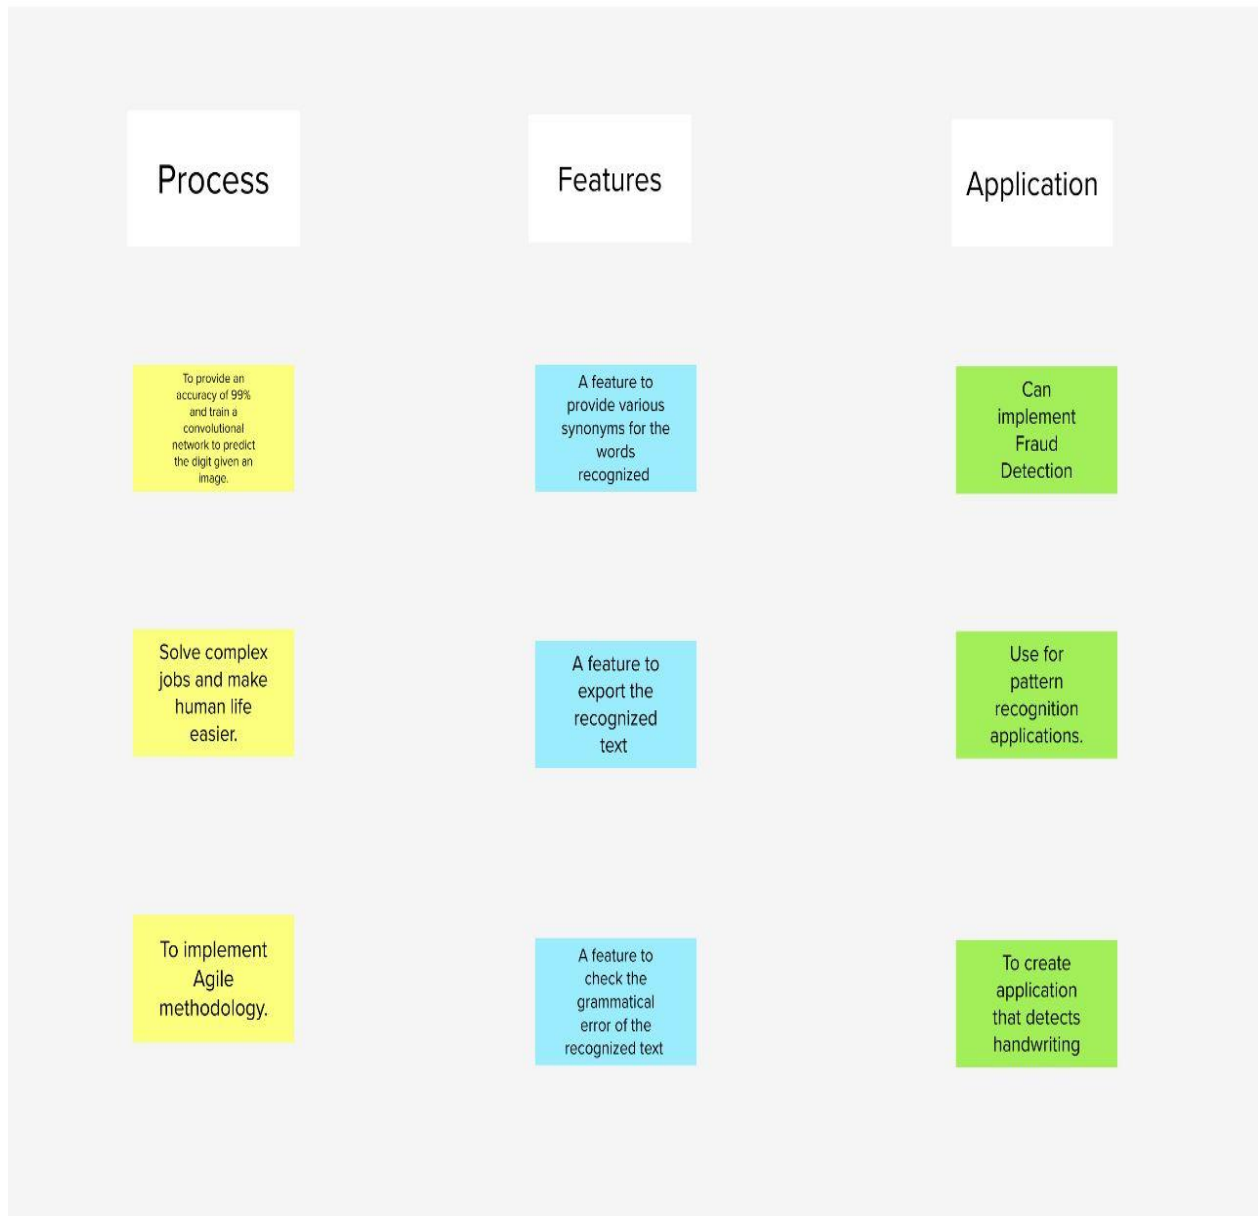 Process
Features
Application
To provide an
accuracy of 99%
and train a
convolutional
network to predict
the digit given an
image.
A feature to
provide various
synonyms for the
words
recognized
Can
implement
Fraud
Detection
Solve complex
jobs and make
human life
easier.
A feature to
export the
recognized
text
Use for
pattern
recognition
applications.
To implement
Agile
methodology.
A feature to
check the
grammatical
error of the
recognized text
To create
application
that detects
handwriting